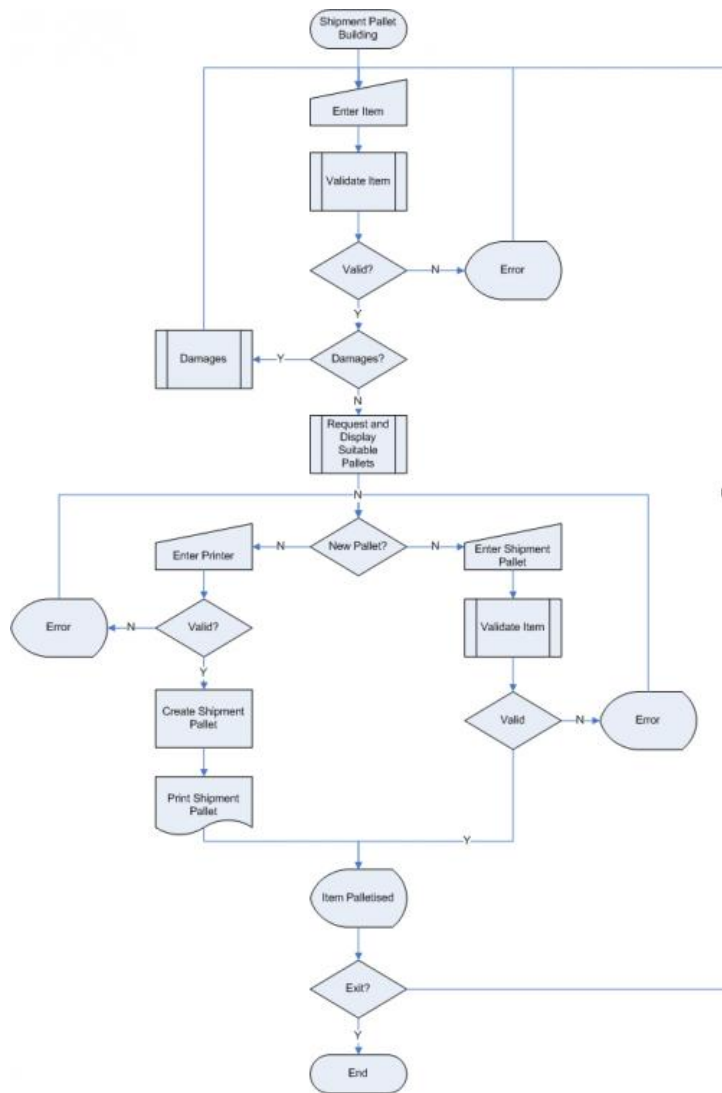 Shipment Pallet
Building
Enter Item
Validate Item
Valid?
N
Error
Y
Damages
Y
Damages?
N
Request and
Display
Suitable
Pallets
N
Enter Printer
N
New Pallet?
N
Enter Shipment
Pallet
Error
N
Valid?
Validate Item
Y
Create Shipment
Pallet
Valid
N
Error
Print Shipment
Pallet
Y
Item Palletised
Exit?
Y
End